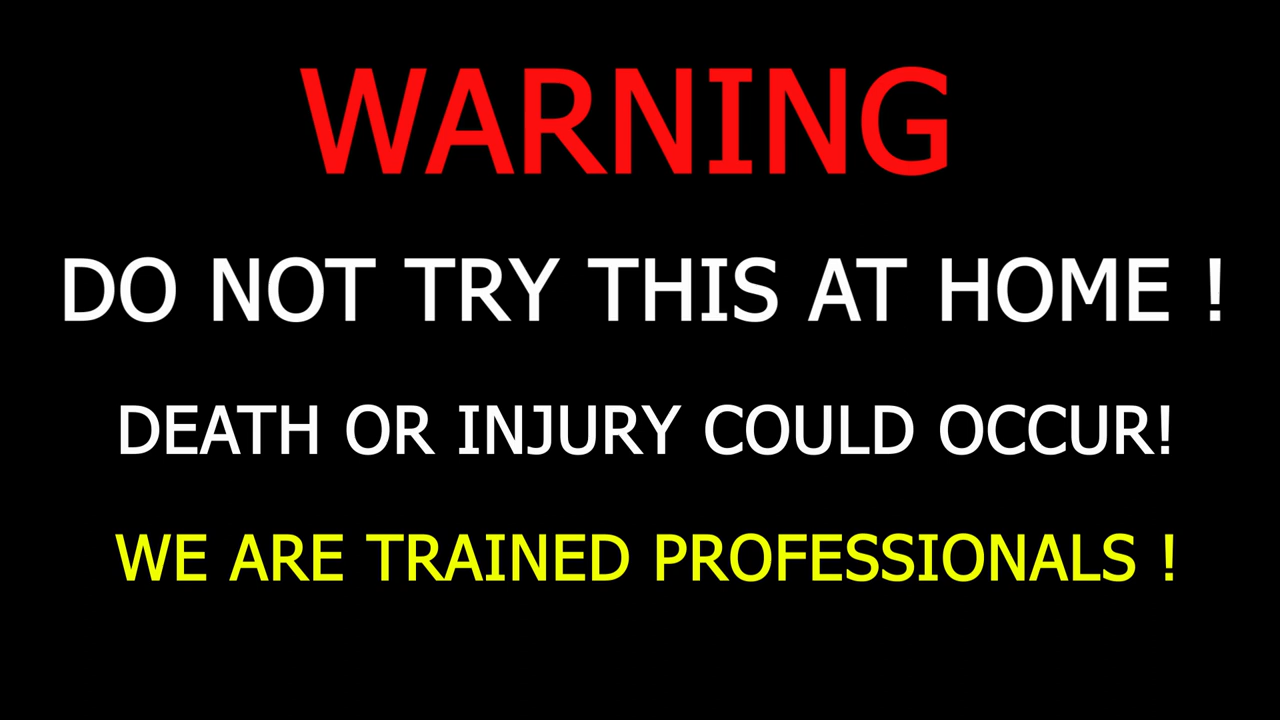 WARNING
DO NOT TRY THIS AT HOME !
DEATH OR INJURY COULD OCCUR!
WE ARE TRAINED PROFESSIONALS !